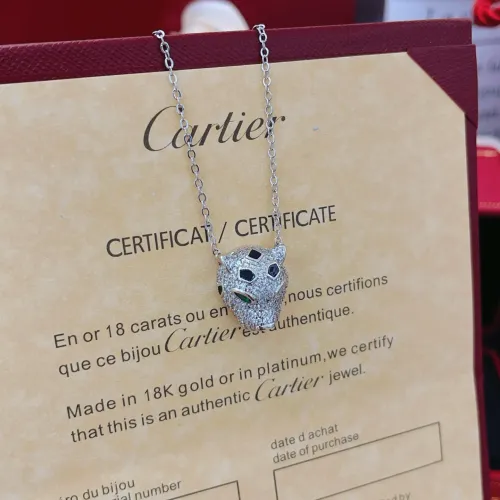 Cartier
CERTIFICAT / CERTIFICATE
En or 18 carats ou en , nous certifions
que ce bijou Cartier est authentique.
Made in 18K gold or in platinum, we certify
that this is an authentic Cartier jewel.
date d achat
date of purchase
du bijou
number
by